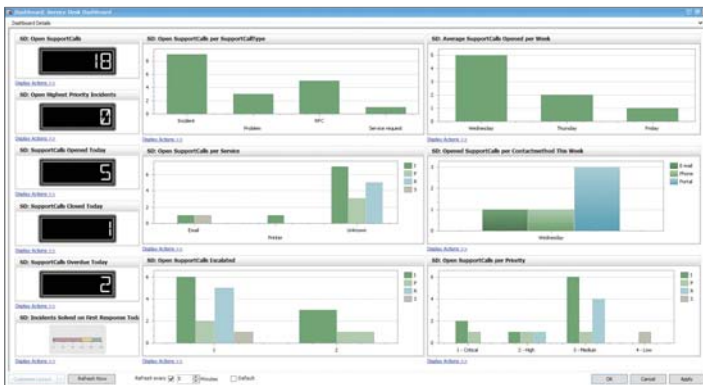 Dashboard: Service Desk Dashboard
Dashboard Details
SD: Open SupportCalls
18
Display Actions >>
SD: Open Highest Priority Incidents
0
Display Actions >>
SD: SupportCalls Opened Today
5
Display Actions >>
SD: SupportCalls Closed Today
1
Display Actions >>
SD: SupportCalls Overdue Today
2
Display Actions >>
SD: Incidents Solved on First Response Toda
Display Actions >>
SD: Open SupportCalls per SupportCallType
Incident
Problem
RFC
Service request
Display Actions >>
SD: Average SupportCalls Opened per Week
Wednesday
Thursday
Friday
Display Actions >>
SD: Open SupportCalls per Service
I
P
R
S
Email
Printer
Unknown
Display Actions >>
SD: Opened SupportCalls per Contactmethod This Week
E-mail
Phone
Portal
Wednesday
Display Actions >>
SD: Open SupportCalls Escalated
I
P
R
S
1
2
Display Actions >>
SD: Open SupportCalls per Priority
I
P
R
S
1 - Critical
2 - High
3 - Medium
4 - Low
Display Actions >>
Refresh Now
Refresh every
Minutes
Default
OK
Cancel
Apply